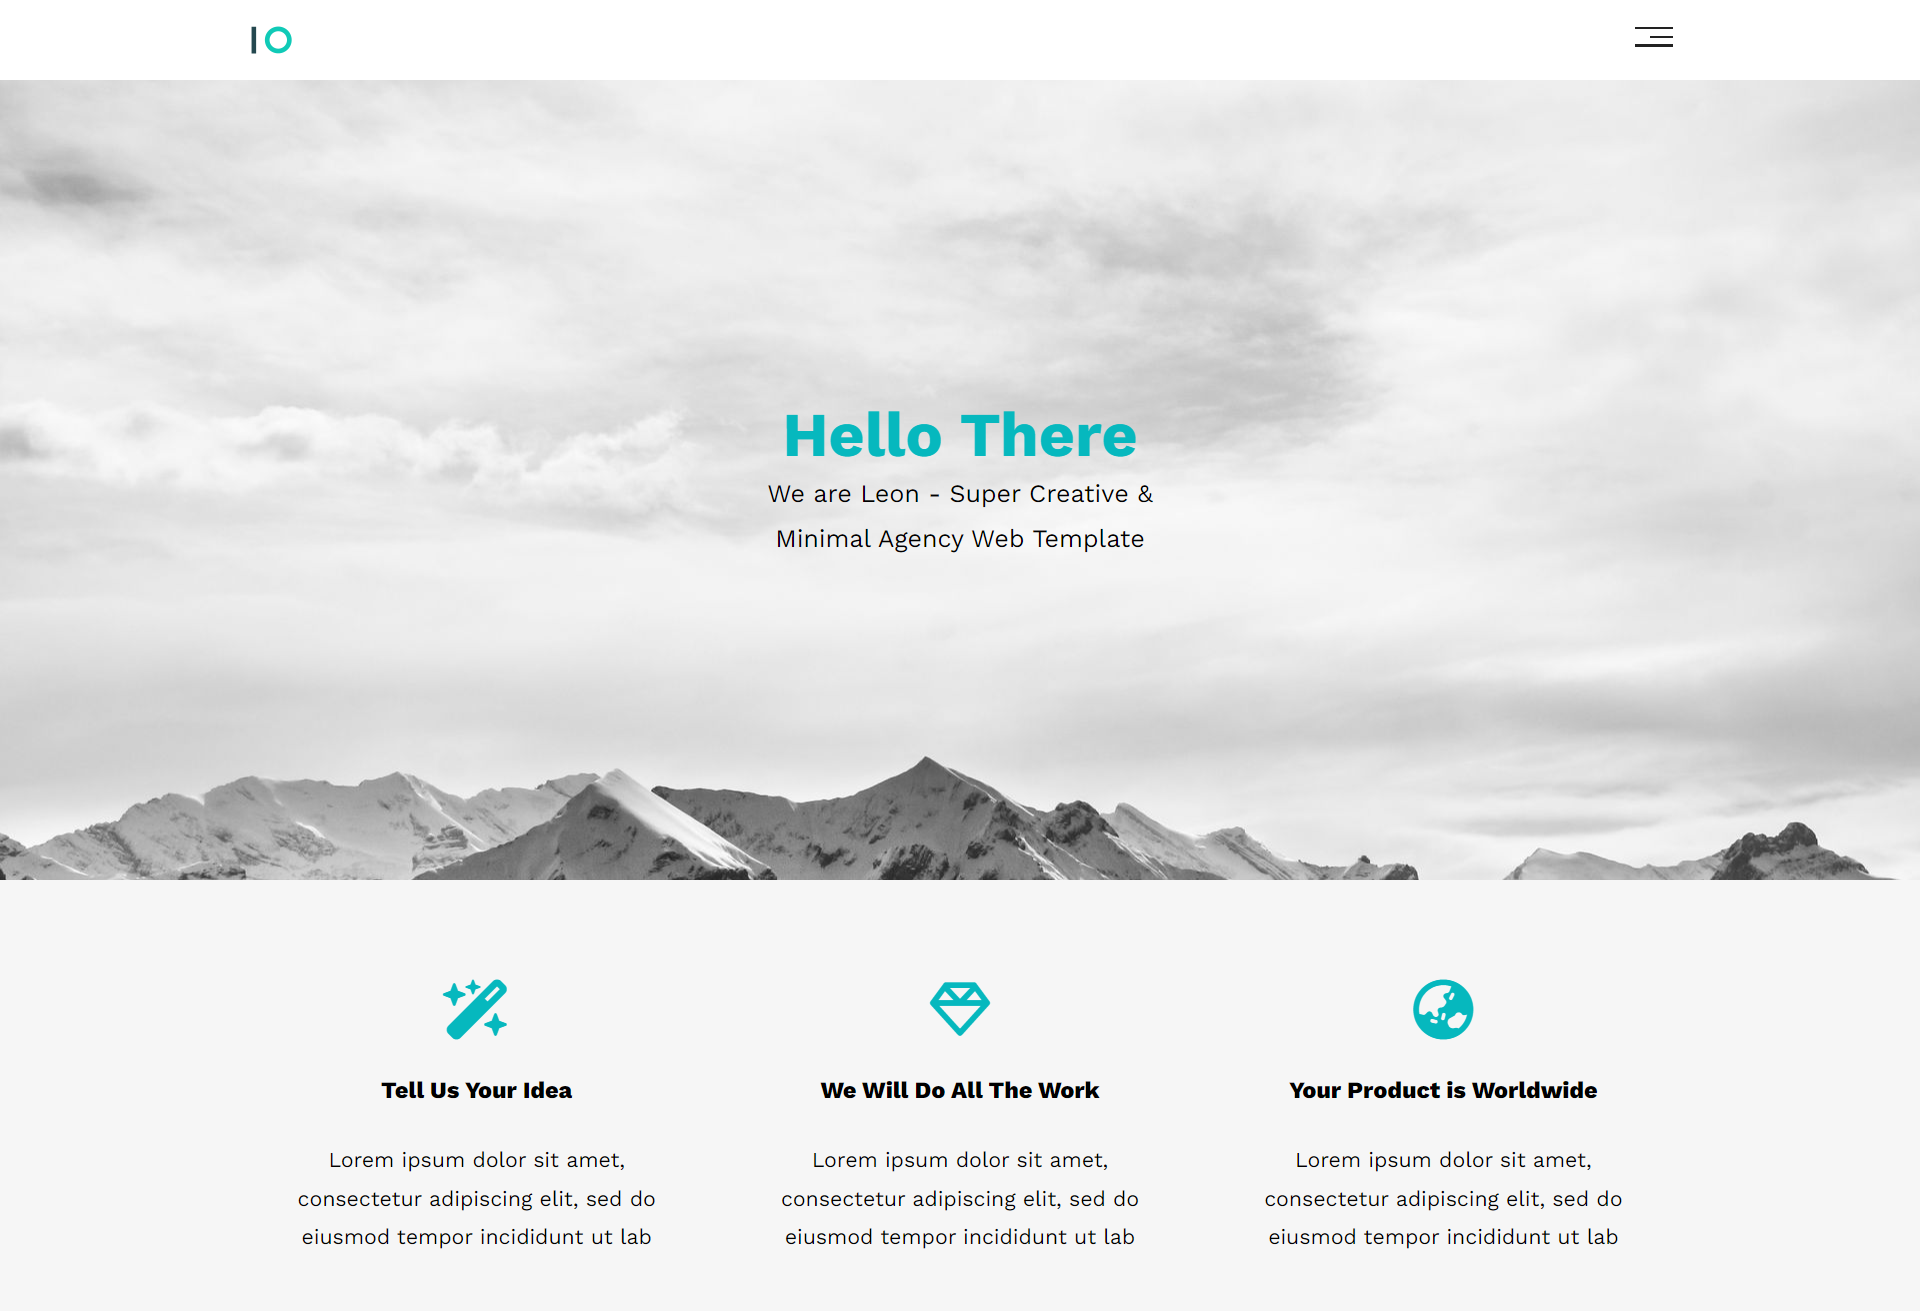 IO
Hello There
We are Leon - Super Creative &
Minimal Agency Web Template
Tell Us Your Idea
We Will Do All The Work
Your Product is Worldwide
Lorem ipsum dolor sit amet,
consectetur adipiscing elit, sed do
eiusmod tempor incididunt ut lab
Lorem ipsum dolor sit amet,
consectetur adipiscing elit, sed do
eiusmod tempor incididunt ut lab
Lorem ipsum dolor sit amet,
consectetur adipiscing elit, sed do
eiusmod tempor incididunt ut lab